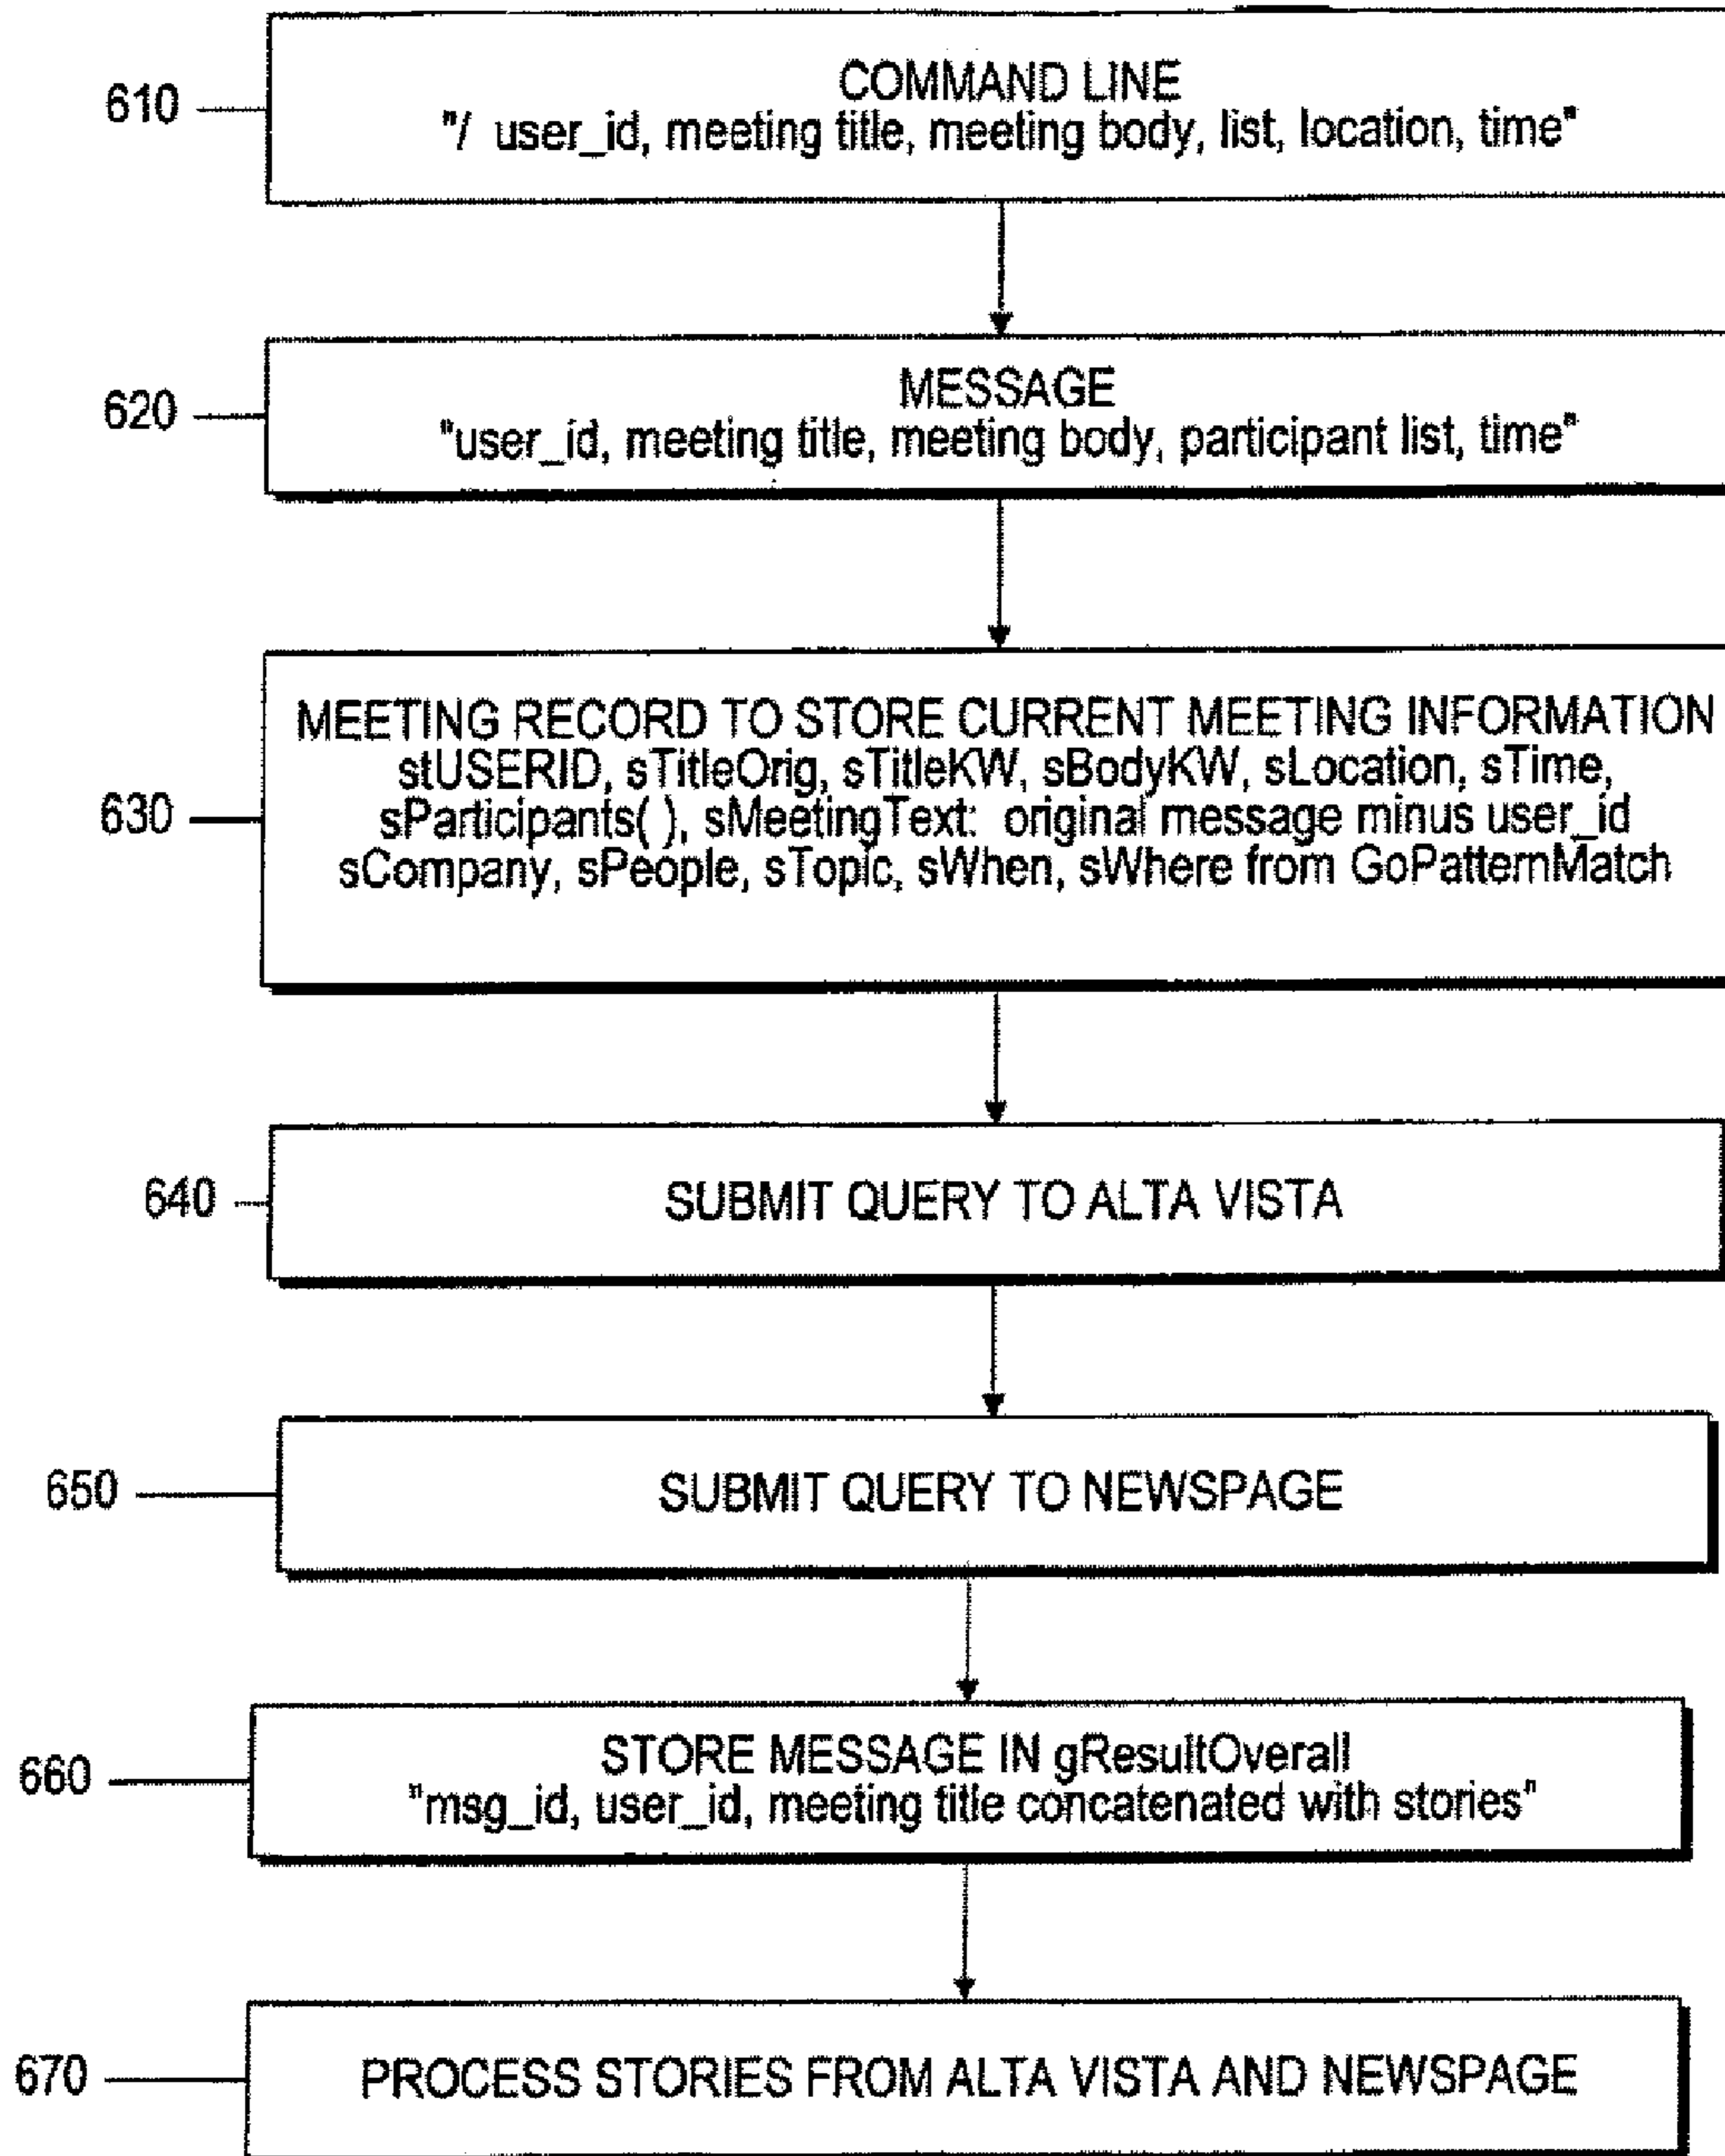 610
COMMAND LINE
"/ user_id, meeting title, meeting body, list, location, time"
620
MESSAGE
"user_id, meeting title, meeting body, participant list, time"
630
MEETING RECORD TO STORE CURRENT MEETING INFORMATION
stUSERID, sTitleOrig, sTitleKW, sBodyKW, sLocation, sTime,
sParticipants( ), sMeetingText: original message minus user_id
sCompany, sPeople, sTopic, sWhen, sWhere from GoPatternMatch
640
SUBMIT QUERY TO ALTA VISTA
650
SUBMIT QUERY TO NEWSPAGE
660
STORE MESSAGE IN gResultOverall
"msg_id, user_id, meeting title concatenated with stories"
670
PROCESS STORIES FROM ALTA VISTA AND NEWSPAGE